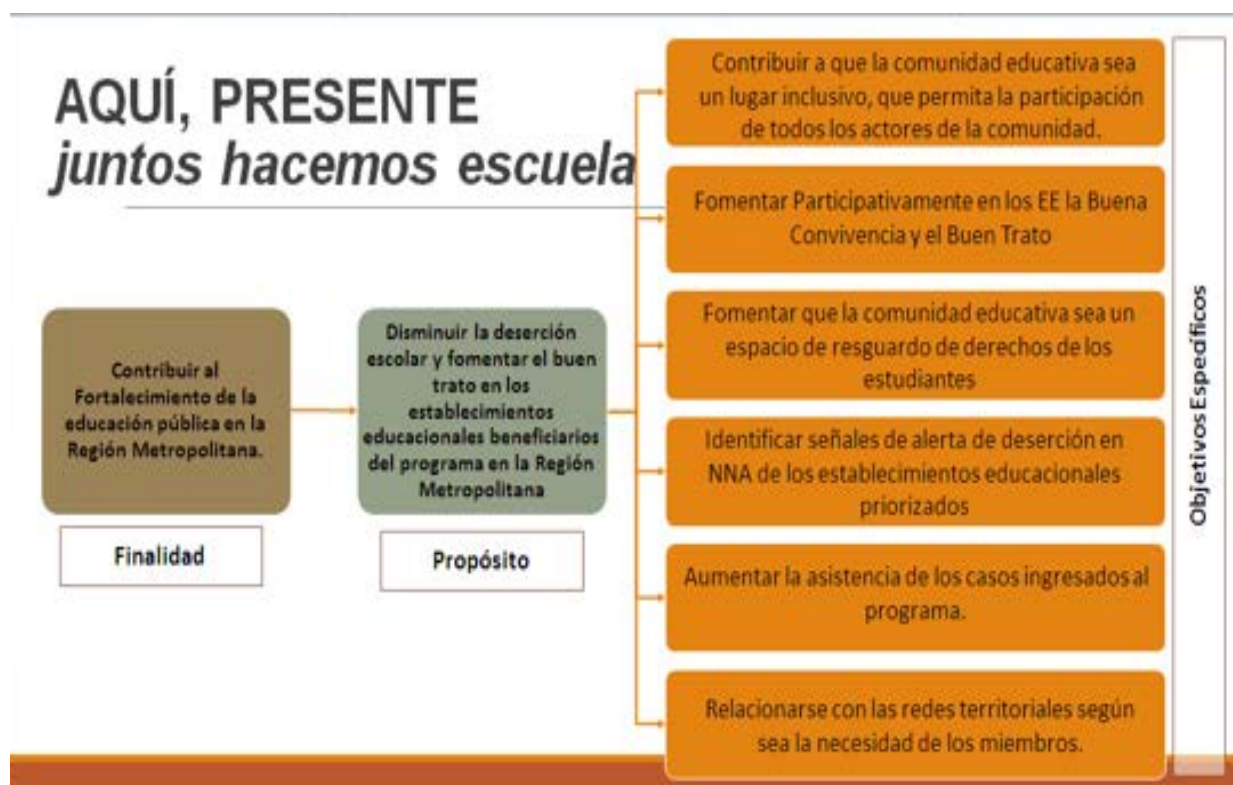 AQUÍ, PRESENTE
juntos hacemos escuela
Contribuir al
Fortalecimiento de la
educación pública en la
Región Metropolitana.
Finalidad
Disminuir la deserción
escolar y fomentar el buen
trato en los
establecimientos
educacionales beneficiarios
del programa en la Región
Metropolitana
Propósito
Contribuir a que la comunidad educativa sea
un lugar inclusivo, que permita la participación
de todos los actores de la comunidad.
Fomentar Participativamente en los EE la Buena
Convivencia y el Buen Trato
Fomentar que la comunidad educativa sea un
espacio de resguardo de derechos de los
estudiantes
Identificar señales de alerta de deserción en
NNA de los establecimientos educacionales
priorizados
Aumentar la asistencia de los casos ingresados al
programa.
Relacionarse con las redes territoriales según
sea la necesidad de los miembros.
Objetivos Específicos